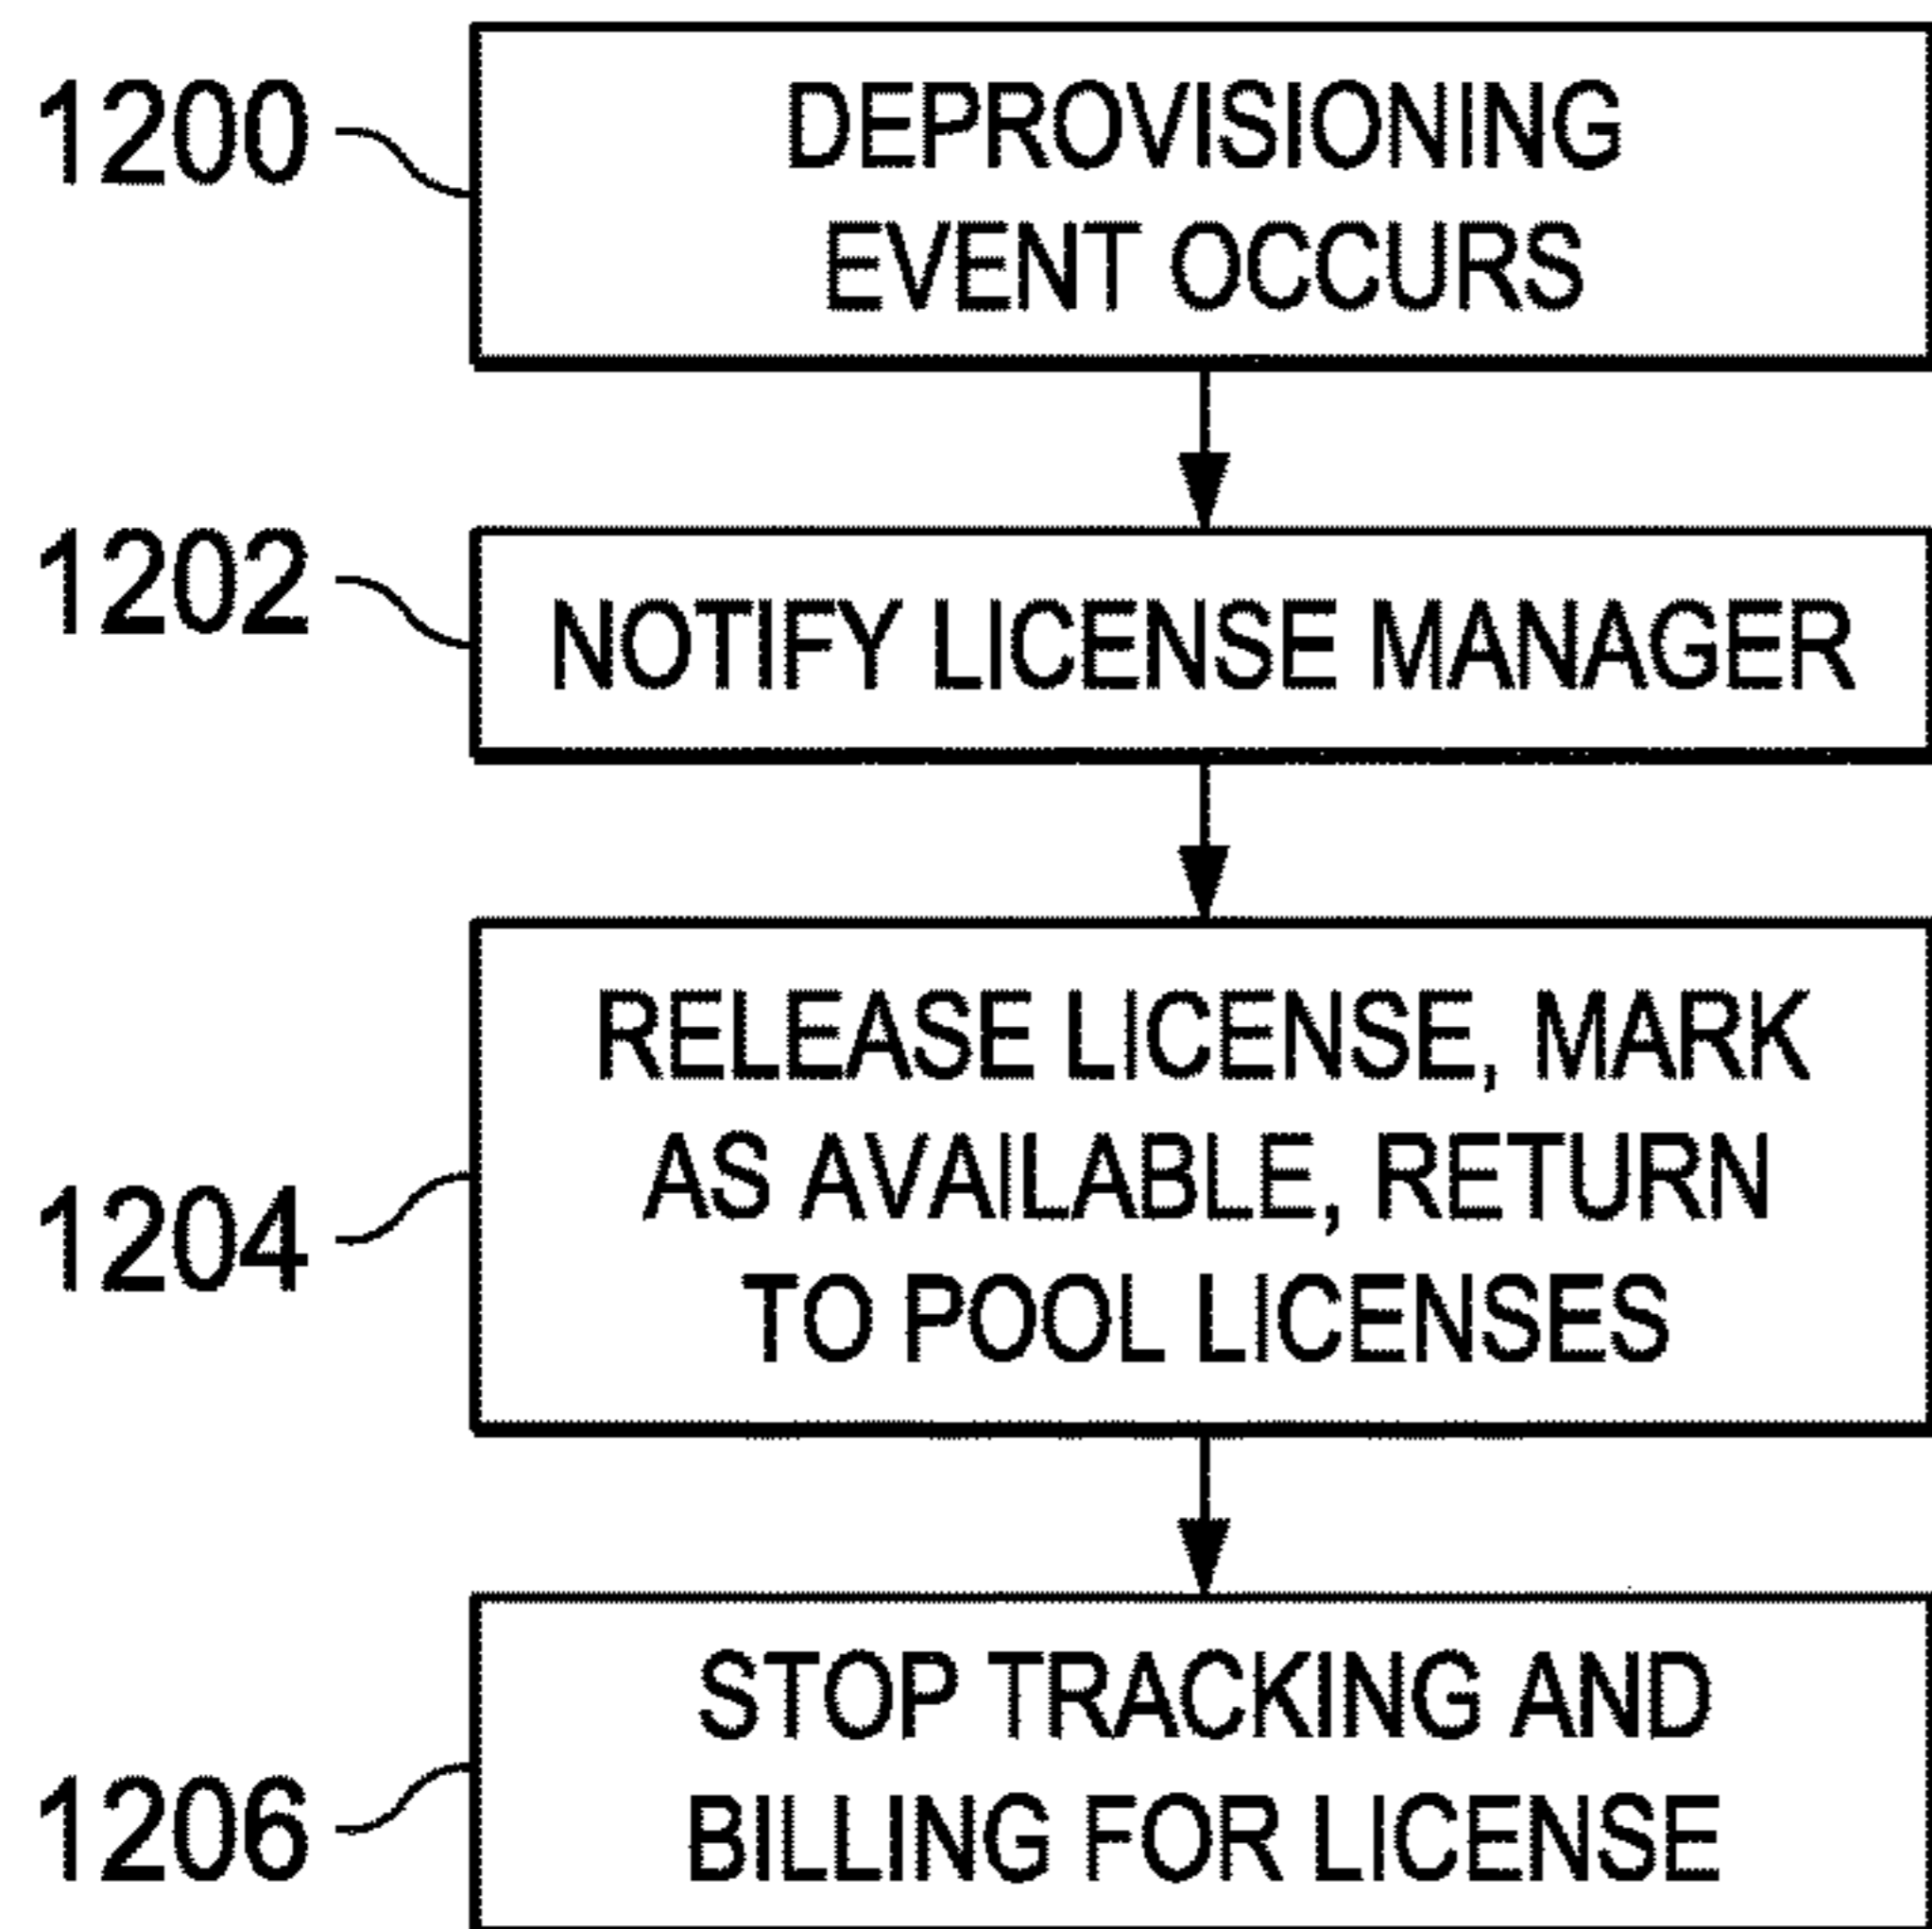 1200
DEPROVISIONING
EVENT OCCURS
1202
NOTIFY LICENSE MANAGER
RELEASE LICENSE, MARK
AS AVAILABLE, RETURN
1204
TO POOL LICENSES
STOP TRACKING AND
1206
BILLING FOR LICENSE